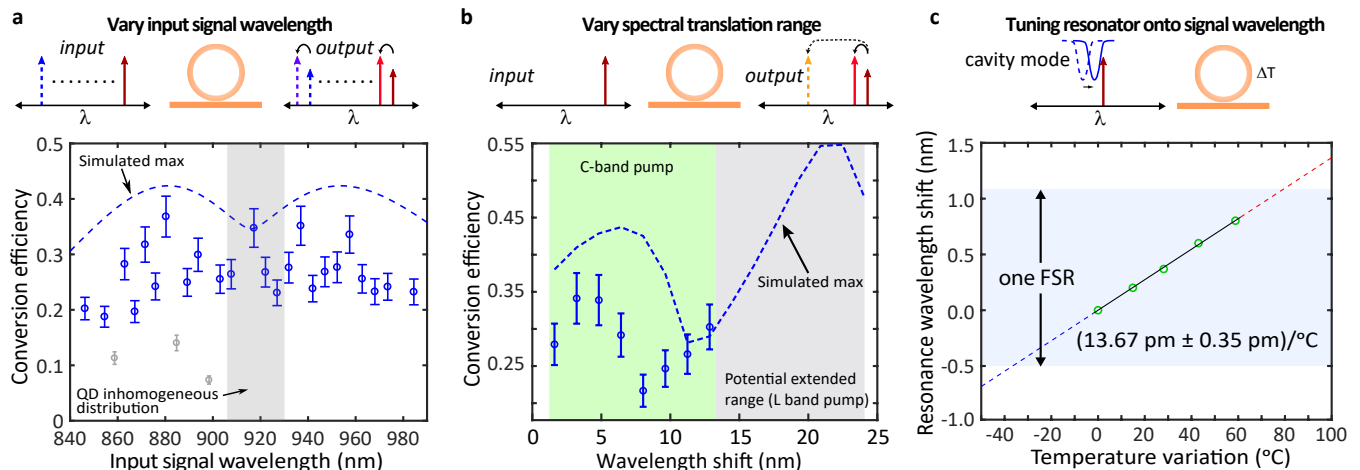 a
Vary input signal wavelength
input
output
λ
λ
Conversion efficiency
0.5
0.4
0.3
0.2
0.1
0
Simulated max
QD inhomogeneous
distribution
840 860 880 900 920 940 960 980
Input signal wavelength (nm)
b
Vary spectral translation range
input
output
λ
λ
Conversion efficiency
0.55
0.45
0.35
0.25
C-band pump
Simulated max
Potential extended
range (L band pump)
0 5 10 15 20 25
Wavelength shift (nm)
c
Tuning resonator onto signal wavelength
cavity mode
ΔT
λ
Resonance wavelength shift (nm)
1.5
1.0
0.5
0.0
-0.5
-1.0
one FSR
(13.67 pm ± 0.35 pm)/°C
-40 -20 0 20 40 60 80 100
Temperature variation (°C)